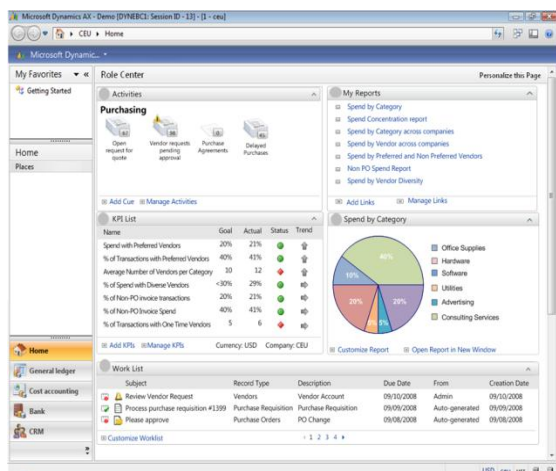 Microsoft Dynamics AX - Demo [DYNEBC1: Session ID - 13] - [1 - ceu]
CEU
Home
Microsoft Dynamic...
My Favorites
Getting Started
Home
Places
Home
General ledger
Cost accounting
Bank
CRM
Role Center
Personalize this Page
Activities
Purchasing
Open request for quote
Vendor requests pending approval
Purchase Agreements
Delayed Purchases
Add Cue Manage Activities
My Reports
Spend by Category
Spend Concentration report
Spend by Category across companies
Spend by Vendor across companies
Spend by Preferred and Non Preferred Vendors
Non PO Spend Report
Spend by Vendor Diversity
Add Links Manage Links
KPI List
Name Goal Actual Status Trend
Spend with Preferred Vendors 20% 21%
% of Transactions with Preferred Vendors 40% 41%
Average Number of Vendors per Category 10 12
% of Spend with Diverse Vendors <30% 29%
% of Non-PO invoice transactions 20% 21%
% of Non-PO Invoice Spend 40% 41%
% of Transactions with One Time Vendors 5 6
Add KPIs Manage KPIs Currency: USD Company: CEU
Spend by Category
40%
10%
20%
20%
5%
5%
Office Supplies
Hardware
Software
Utilities
Advertising
Consulting Services
Customize Report Open Report in New Window
Work List
Subject Record Type Description Due Date From Creation Date
Review Vendor Request Vendors Vendor Account 09/10/2008 Admin 09/10/2008
Process purchase requisition #1399 Purchase Requisition Purchase Requisition 09/09/2008 Auto-generated 09/09/2008
Please approve Purchase Orders PO Change 09/08/2008 Auto-generated 09/08/2008
Customize Worklist 1 2 3 4
USD ceu